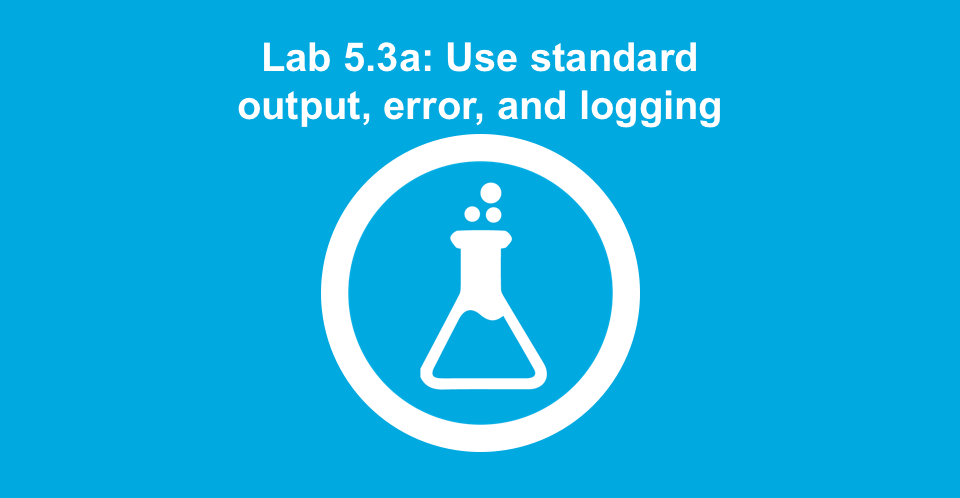 Lab 5.3a: Use standard
output, error, and logging